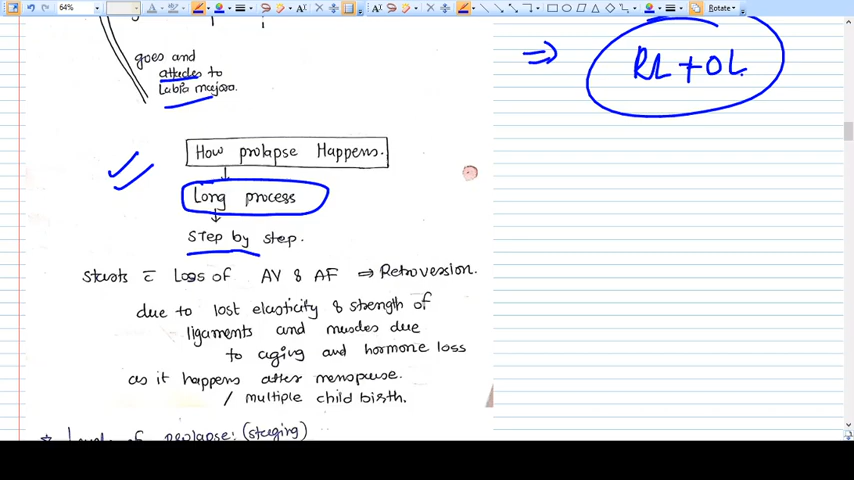 64%
Rotate
goes and
attaches to
Labia majora.
RL + OL
How prolapse Happens.
Long process
Step by step.
starts c̄ Loss of AV & AF ⇒ Retroversion.
due to lost elasticity & strength of
ligaments and muscles due
to aging and hormone loss
as it happens after menopause.
/ multiple child birth.
* Levels of prolapse: (staging)